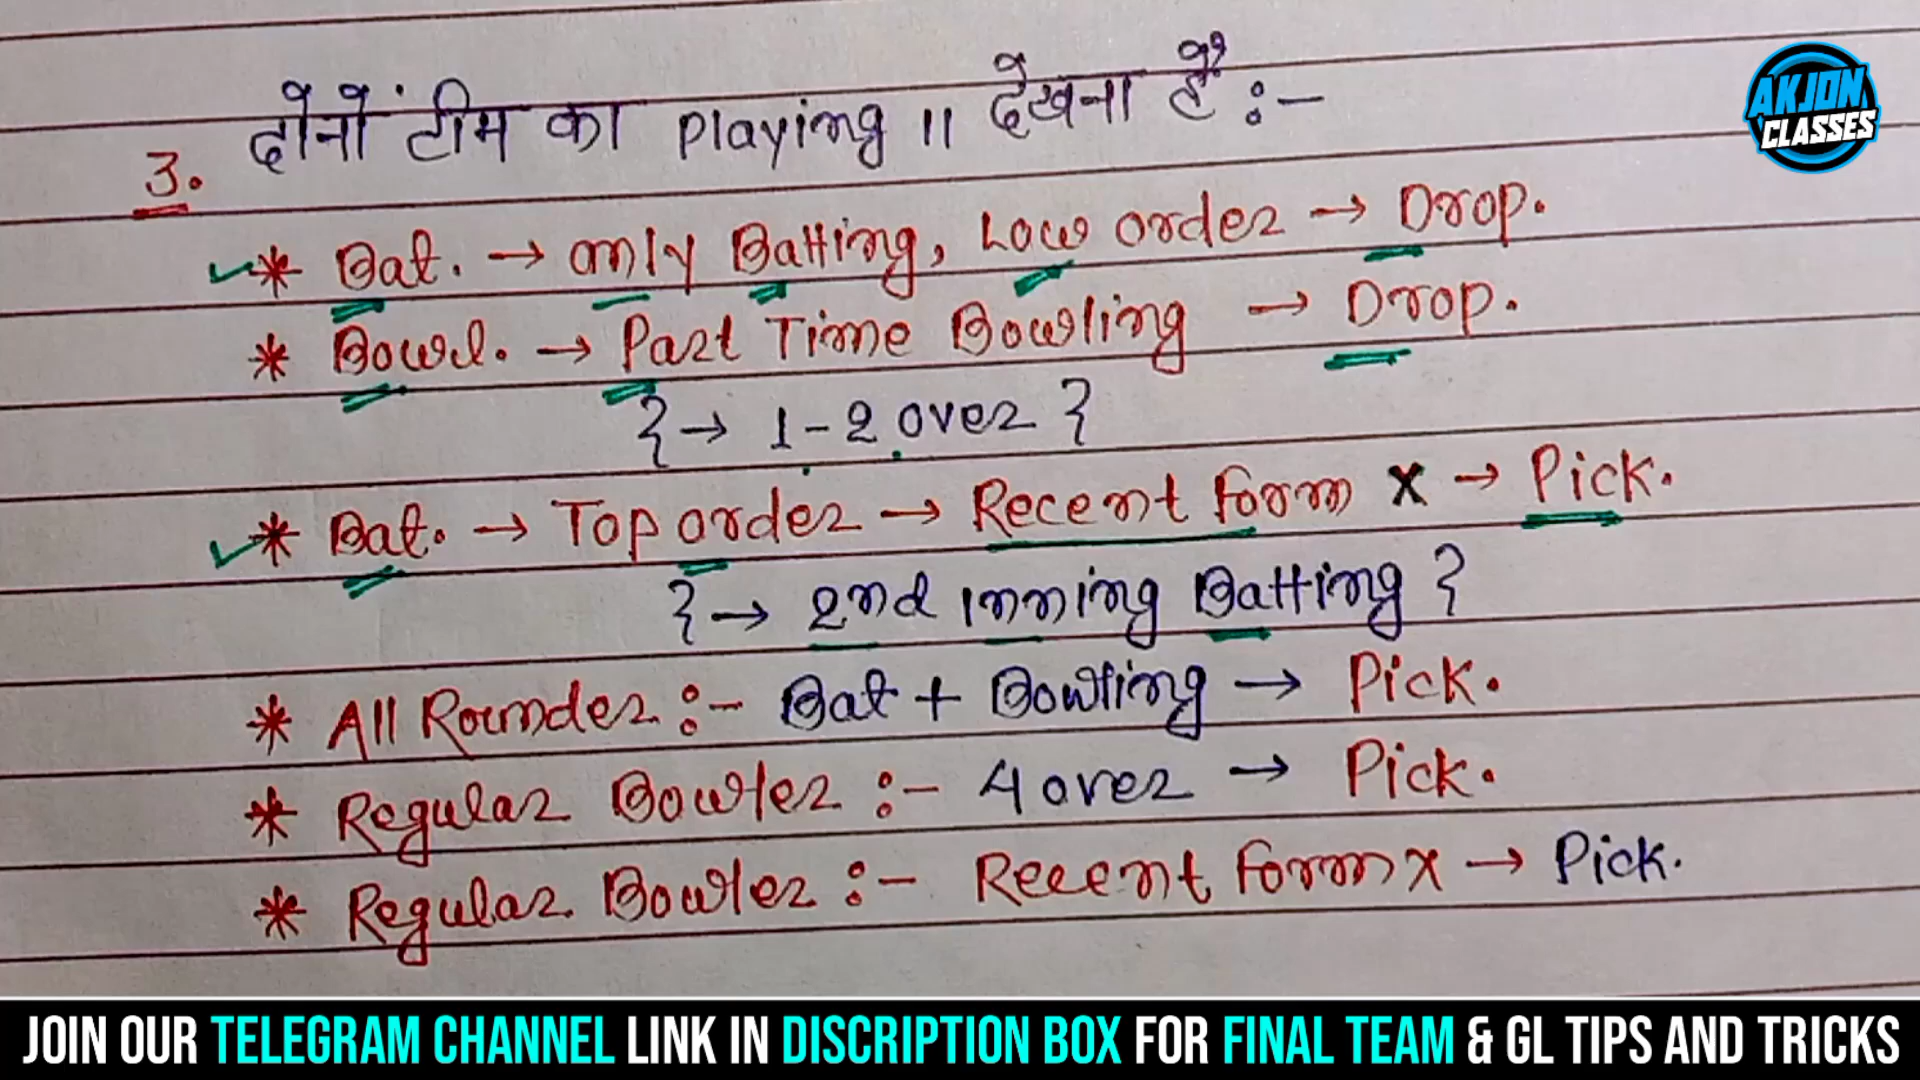 AKJON
CLASSES
3. दोनों टीम का Playing 11 देखना है :-
* Bat. → only Batting, Low order → Drop.
* Bowl. → Part Time Bowling → Drop.
{ → 1-2 over }
* Bat. → Top order → Recent form x → Pick.
{ → 2nd Inning Batting }
* All Rounder :- Bat + Bowling → Pick.
* Regular Bowler :- 4 over → Pick.
* Regular Bowler :- Recent form x → Pick.
JOIN OUR TELEGRAM CHANNEL LINK IN DISCRIPTION BOX FOR FINAL TEAM & GL TIPS AND TRICKS